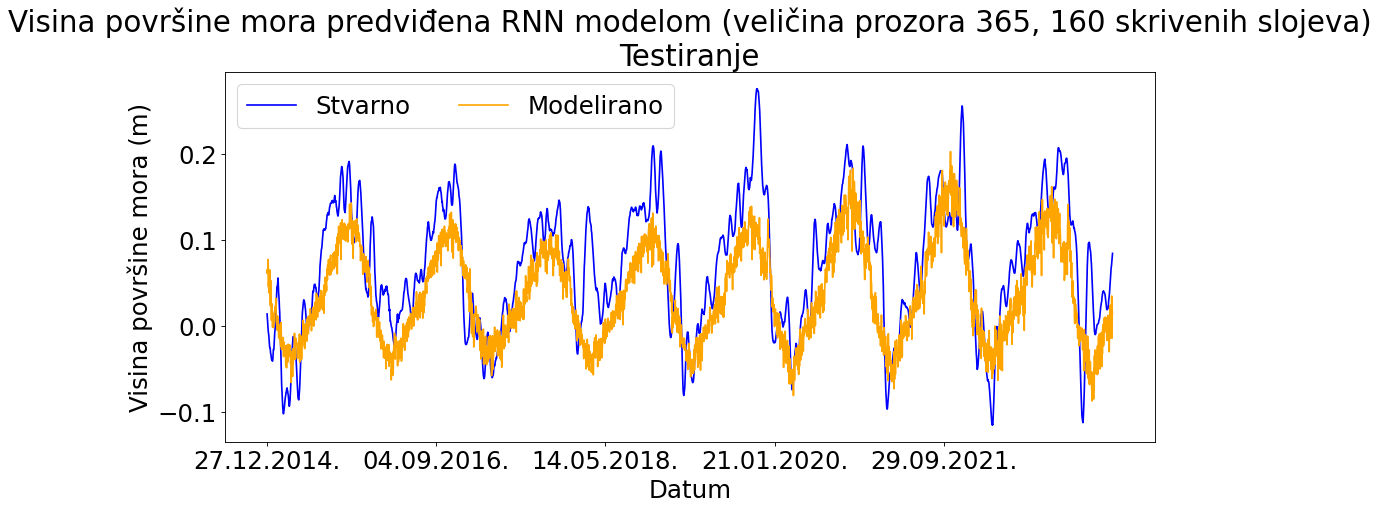 Visina površine mora predviđena RNN modelom (veličina prozora 365, 160 skrivenih slojeva)
Testiranje
Stvarno Modelirano
Visina površine mora (m)
0.2
0.1
0.0
−0.1
27.12.2014. 04.09.2016. 14.05.2018. 21.01.2020. 29.09.2021.
Datum